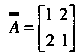 A̿ = [1 2
2 1]